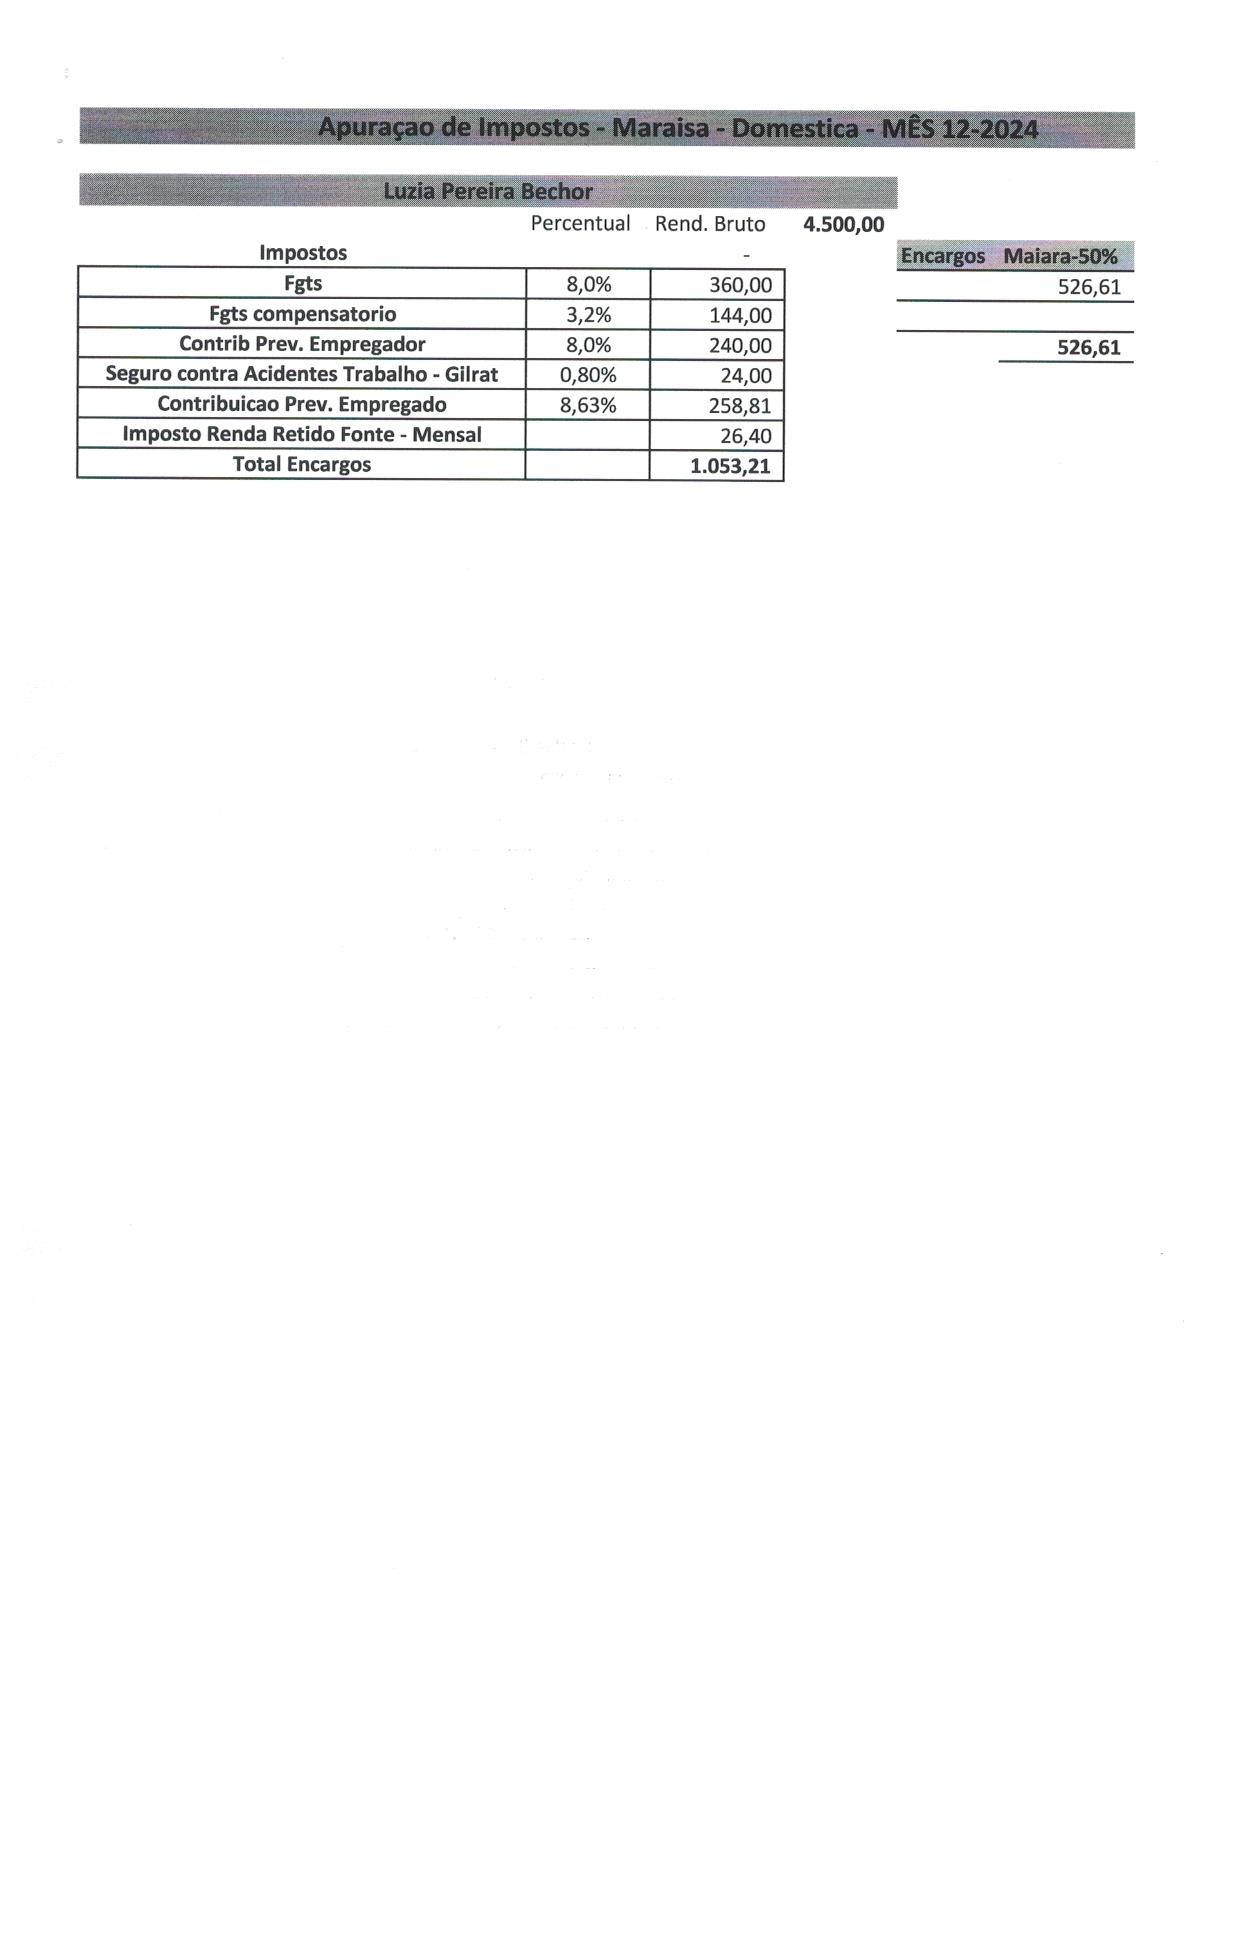 Apuraçao de Impostos - Maraisa - Domestica - MÊS 12-2024
Luzia Pereira Bechor
Percentual Rend. Bruto 4.500,00
Impostos - Encargos Maiara-50%
Fgts 8,0% 360,00 526,61
Fgts compensatorio 3,2% 144,00
Contrib Prev. Empregador 8,0% 240,00 526,61
Seguro contra Acidentes Trabalho - Gilrat 0,80% 24,00
Contribuicao Prev. Empregado 8,63% 258,81
Imposto Renda Retido Fonte - Mensal 26,40
Total Encargos 1.053,21